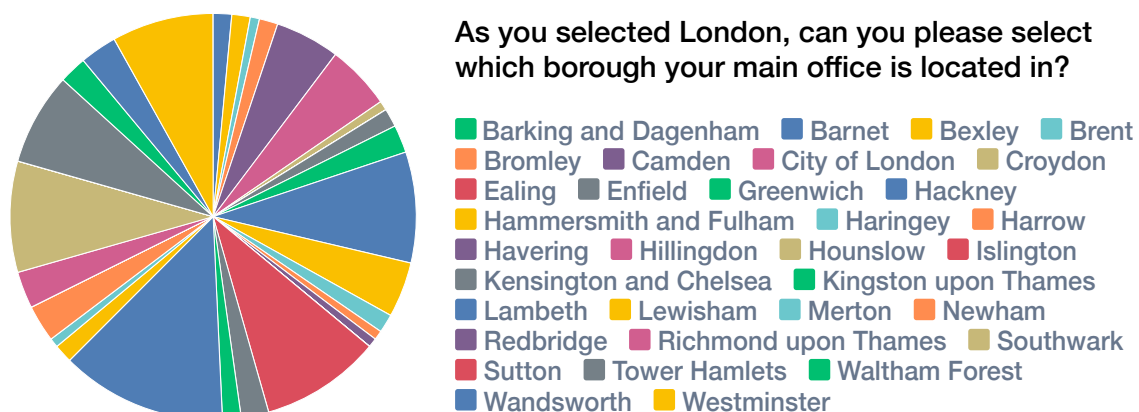 As you selected London, can you please select
which borough your main office is located in?
Barking and Dagenham Barnet Bexley Brent
Bromley Camden City of London Croydon
Ealing Enfield Greenwich Hackney
Hammersmith and Fulham Haringey Harrow
Havering Hillingdon Hounslow Islington
Kensington and Chelsea Kingston upon Thames
Lambeth Lewisham Merton Newham
Redbridge Richmond upon Thames Southwark
Sutton Tower Hamlets Waltham Forest
Wandsworth Westminster